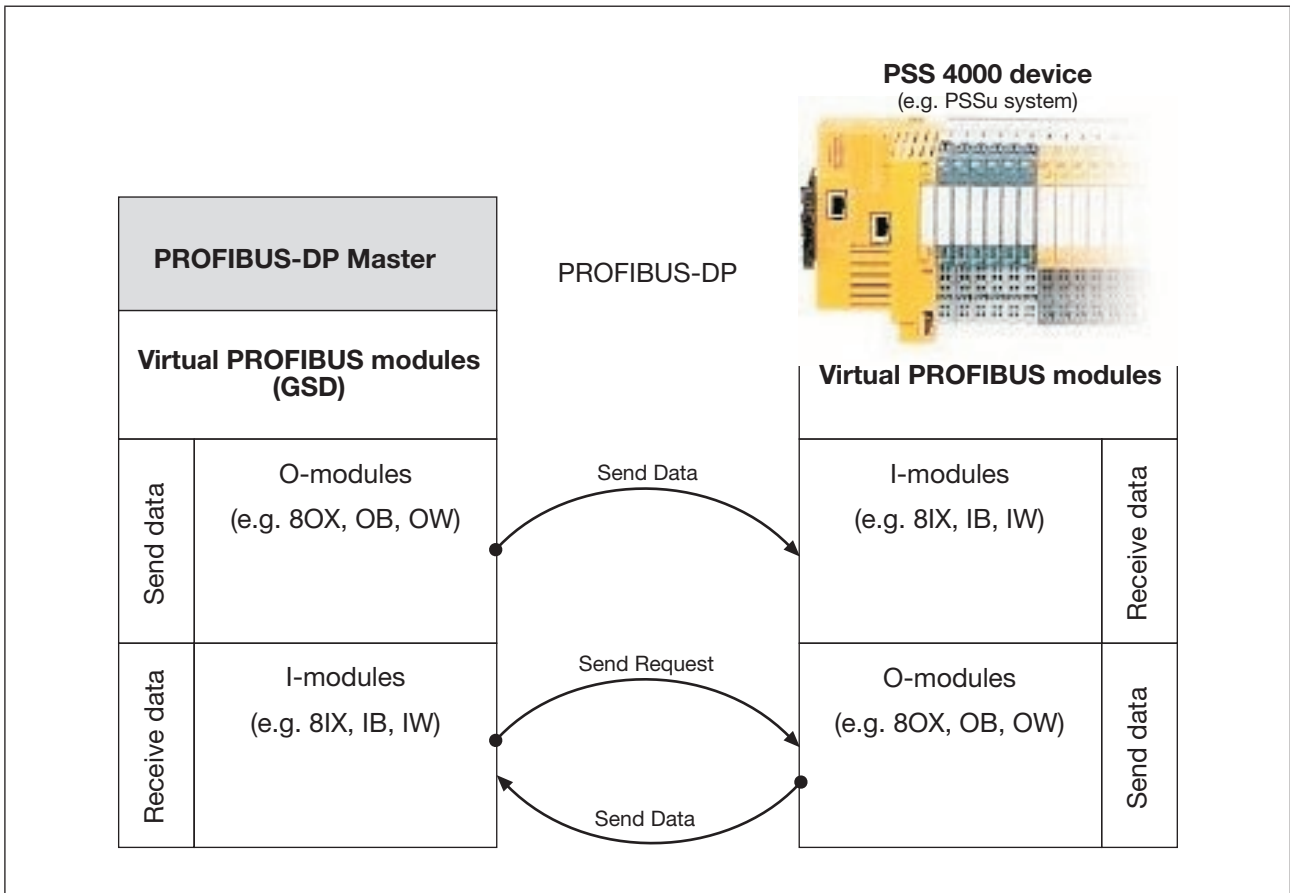 PSS 4000 device
(e.g. PSSu system)
PROFIBUS-DP Master
PROFIBUS-DP
Virtual PROFIBUS modules
(GSD)
Virtual PROFIBUS modules
Send data
O-modules
(e.g. 8OX, OB, OW)
Send Data
I-modules
(e.g. 8IX, IB, IW)
Receive data
Receive data
I-modules
(e.g. 8IX, IB, IW)
Send Request
Send Data
O-modules
(e.g. 8OX, OB, OW)
Send data